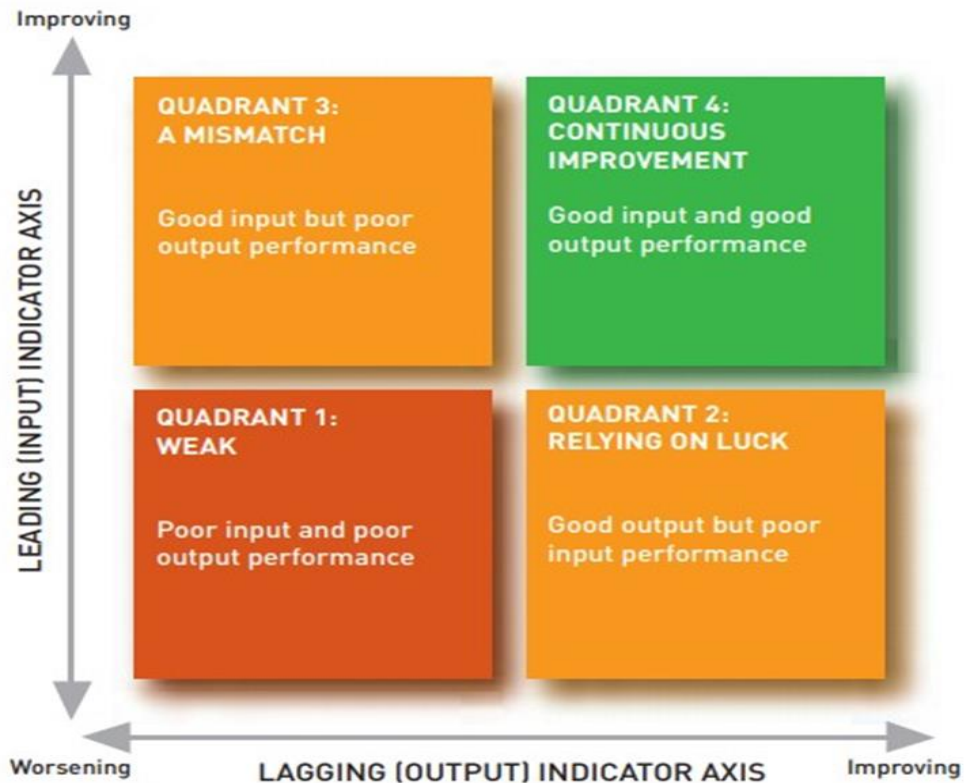 Improving
LEADING (INPUT) INDICATOR AXIS
QUADRANT 3:
A MISMATCH
Good input but poor
output performance
QUADRANT 4:
CONTINUOUS
IMPROVEMENT
Good input and good
output performance
QUADRANT 1:
WEAK
Poor input and poor
output performance
QUADRANT 2:
RELYING ON LUCK
Good output but poor
input performance
Worsening
LAGGING (OUTPUT) INDICATOR AXIS
Improving